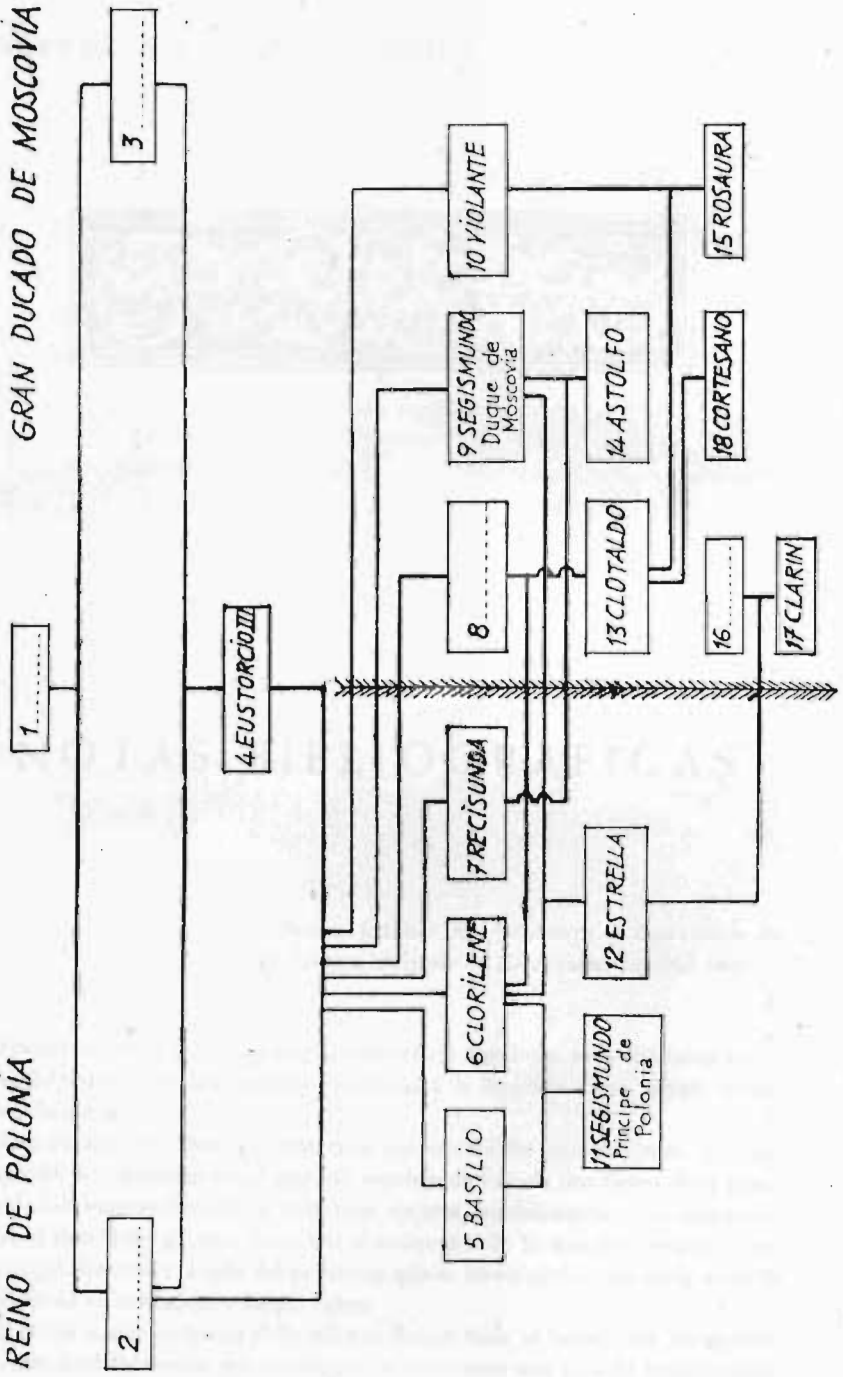 REINO DE POLONIA
GRAN DUCADO DE MOSCOVIA
1...........
2...........
3...........
4 EUSTORCIO III
5 BASILIO
6 CLORILENE
7 RECISUNDA
8...........
9 SEGISMUNDO
Duque de
Moscovia
10 VIOLANTE
11 SEGISMUNDO
Principe de
Polonia
12 ESTRELLA
13 CLOTALDO
14 ASTOLFO
15 ROSAURA
16...........
17 CLARIN
18 CORTESANO